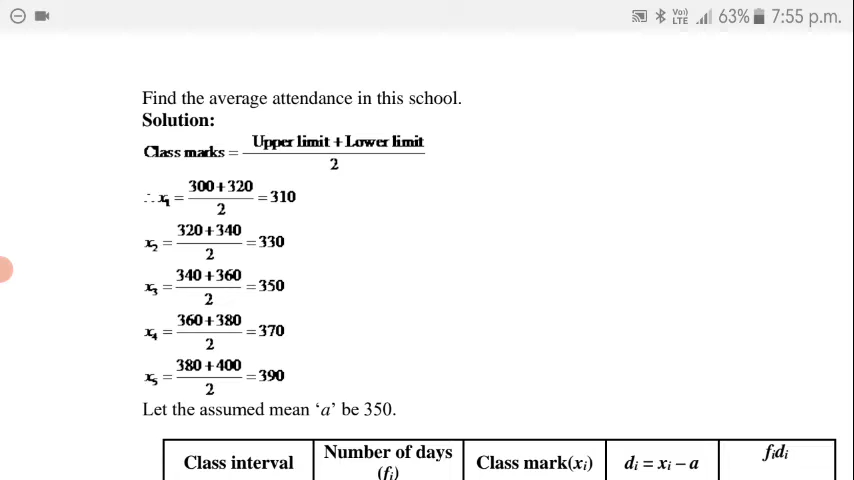 Vo))
LTE
63%
7:55 p.m.
Find the average attendance in this school.
Solution:
Class marks = Upper limit + Lower limit / 2
∴ x₁ = 300+320 / 2 = 310
x₂ = 320+340 / 2 = 330
x₃ = 340+360 / 2 = 350
x₄ = 360+380 / 2 = 370
x₅ = 380+400 / 2 = 390
Let the assumed mean ‘a’ be 350.
Class interval
Number of days
(fᵢ)
Class mark(xᵢ)
dᵢ = xᵢ – a
fᵢdᵢ